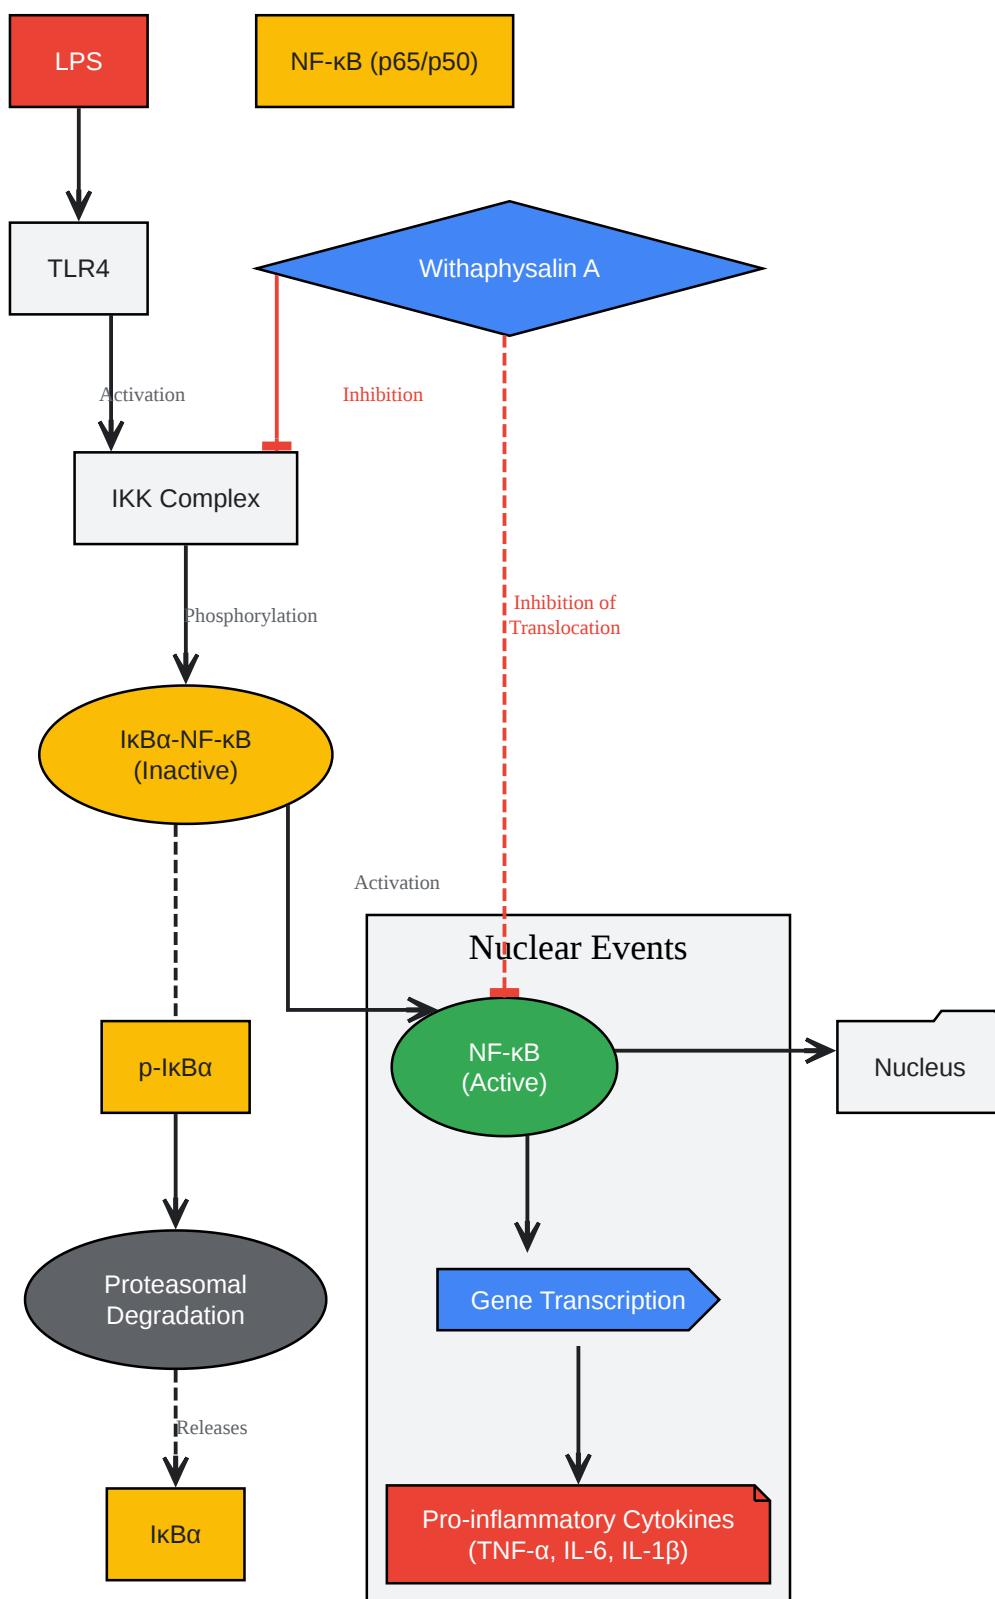 LPS
NF-κB (p65/p50)
TLR4
Withaphysalin A
Activation
Inhibition
IKK Complex
Inhibition of
Translocation
Phosphorylation
IκBα-NF-κB
(Inactive)
Activation
Nuclear Events
p-IκBα
NF-κB
(Active)
Nucleus
Proteasomal
Degradation
Gene Transcription
Releases
IκBα
Pro-inflammatory Cytokines
(TNF-α, IL-6, IL-1β)